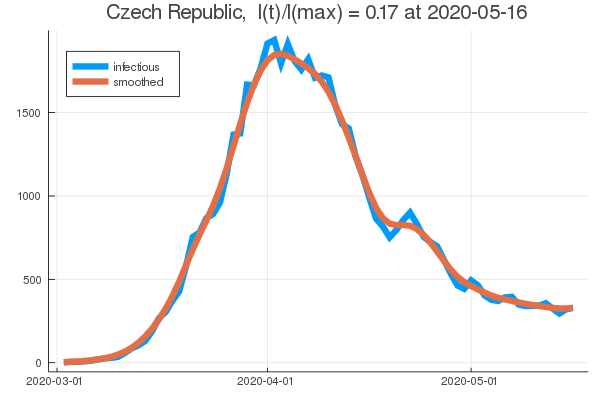 Czech Republic,  I(t)/I(max) = 0.17 at 2020-05-16
infectious
smoothed
1500
1000
500
0
2020-03-01 2020-04-01 2020-05-01